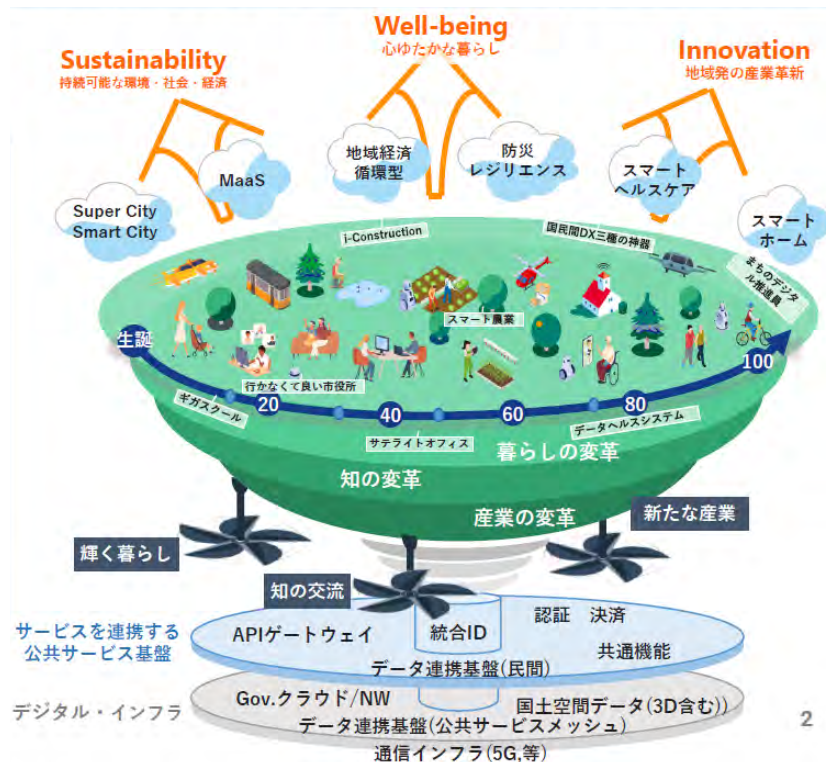 Well-being
心ゆたかな暮らし
Sustainability
持続可能な環境・社会・経済
Innovation
地域発の産業革新
地域経済
循環型
防災
レジリエンス
MaaS
スマート
ヘルスケア
Super City
Smart City
スマート
ホーム
i-Construction
国民間DX三種の神器
まちのデジタ
ル推進員
スマート農業
生誕
100
行かなくて良い市役所
ギガスクール
20
40
60
80
サテライトオフィス
データヘルスシステム
暮らしの変革
知の変革
産業の変革
新たな産業
輝く暮らし
知の交流
サービスを連携する
公共サービス基盤
APIゲートウェイ
統合ID
認証 決済
共通機能
データ連携基盤(民間)
デジタル・インフラ
Gov.クラウド/NW
国土空間データ(3D含む))
データ連携基盤(公共サービスメッシュ)
通信インフラ(5G,等)
2